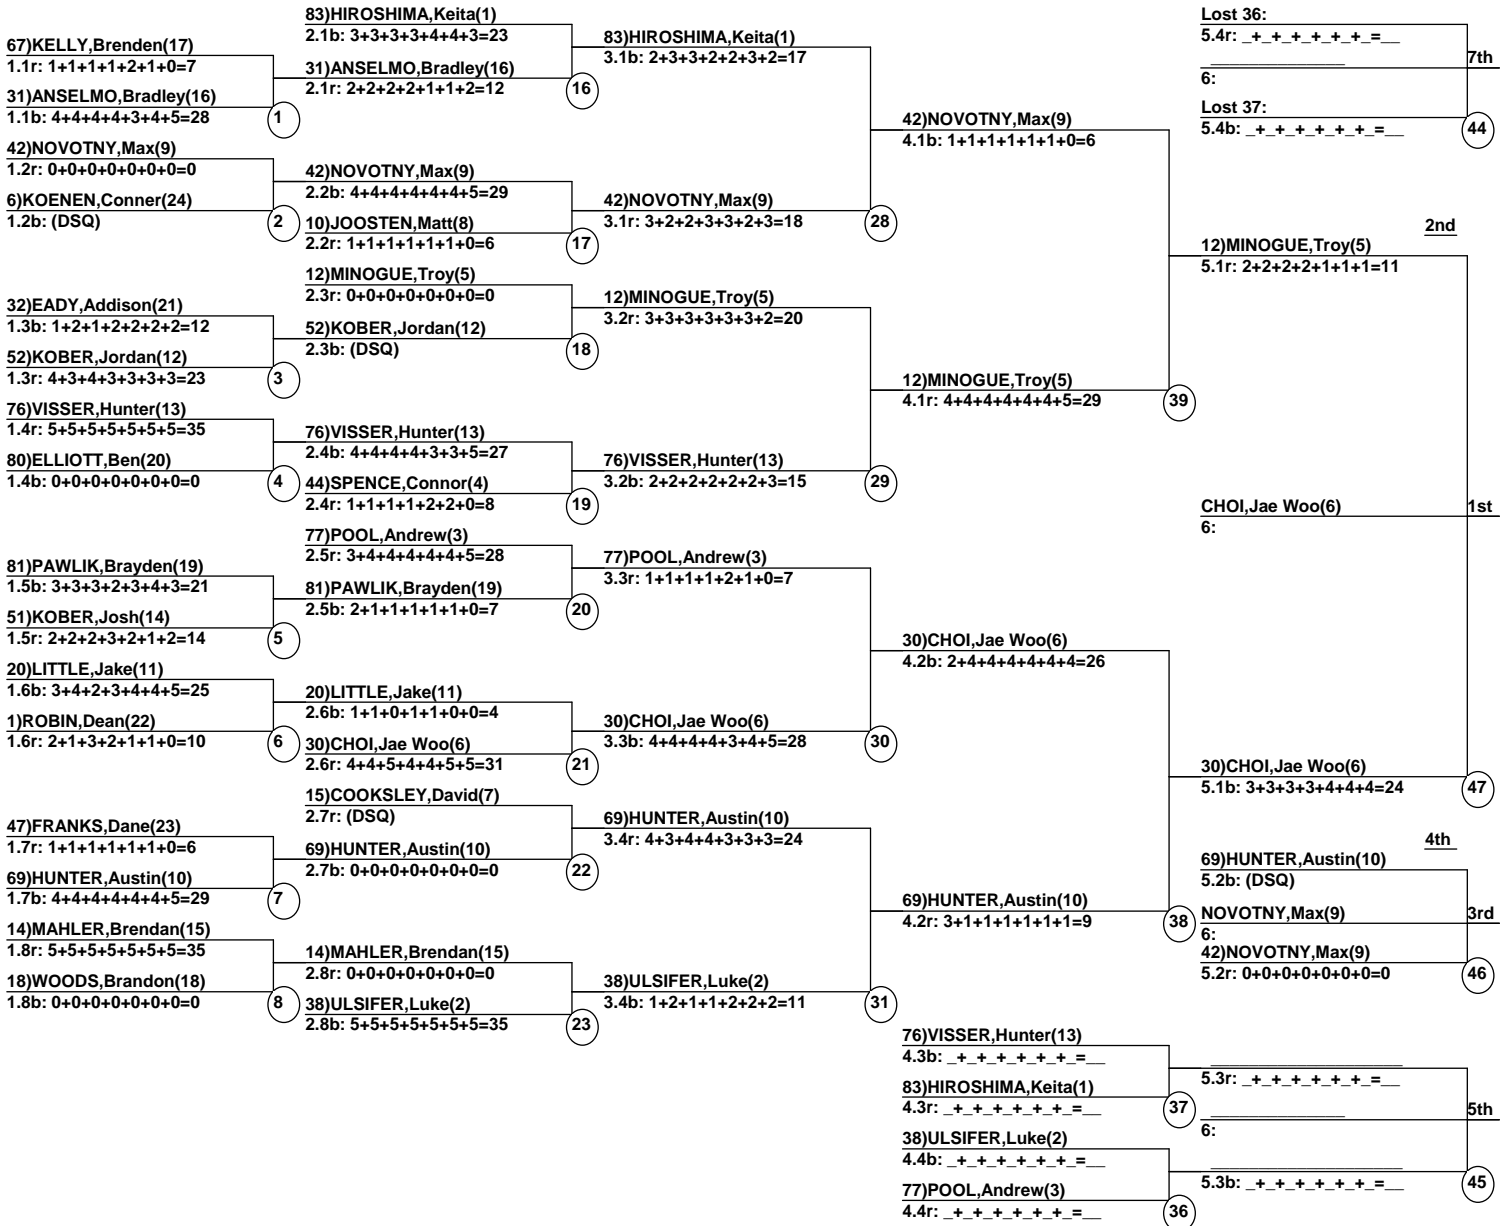 67)KELLY,Brenden(17)
1.1r: 1+1+1+1+2+1+0=7
31)ANSELMO,Bradley(16)
1.1b: 4+4+4+4+3+4+5=28
1
42)NOVOTNY,Max(9)
1.2r: 0+0+0+0+0+0+0=0
6)KOENEN,Conner(24)
1.2b: (DSQ)
2
32)EADY,Addison(21)
1.3b: 1+2+1+2+2+2+2=12
52)KOBER,Jordan(12)
1.3r: 4+3+4+3+3+3+3=23
3
76)VISSER,Hunter(13)
1.4r: 5+5+5+5+5+5+5=35
80)ELLIOTT,Ben(20)
1.4b: 0+0+0+0+0+0+0=0
4
81)PAWLIK,Brayden(19)
1.5b: 3+3+3+2+3+4+3=21
51)KOBER,Josh(14)
1.5r: 2+2+2+3+2+1+2=14
5
20)LITTLE,Jake(11)
1.6b: 3+4+2+3+4+4+5=25
1)ROBIN,Dean(22)
1.6r: 2+1+3+2+1+1+0=10
6
47)FRANKS,Dane(23)
1.7r: 1+1+1+1+1+1+0=6
69)HUNTER,Austin(10)
1.7b: 4+4+4+4+4+4+5=29
7
14)MAHLER,Brendan(15)
1.8r: 5+5+5+5+5+5+5=35
18)WOODS,Brandon(18)
1.8b: 0+0+0+0+0+0+0=0
8
83)HIROSHIMA,Keita(1)
2.1b: 3+3+3+3+4+4+3=23
31)ANSELMO,Bradley(16)
2.1r: 2+2+2+2+1+1+2=12
16
42)NOVOTNY,Max(9)
2.2b: 4+4+4+4+4+4+5=29
10)JOOSTEN,Matt(8)
2.2r: 1+1+1+1+1+1+0=6
17
12)MINOGUE,Troy(5)
2.3r: 0+0+0+0+0+0+0=0
52)KOBER,Jordan(12)
2.3b: (DSQ)
18
76)VISSER,Hunter(13)
2.4b: 4+4+4+4+3+3+5=27
44)SPENCE,Connor(4)
2.4r: 1+1+1+1+2+2+0=8
19
77)POOL,Andrew(3)
2.5r: 3+4+4+4+4+4+5=28
81)PAWLIK,Brayden(19)
2.5b: 2+1+1+1+1+1+0=7
20
20)LITTLE,Jake(11)
2.6b: 1+1+0+1+1+0+0=4
30)CHOI,Jae Woo(6)
2.6r: 4+4+5+4+4+5+5=31
21
15)COOKSLEY,David(7)
2.7r: (DSQ)
69)HUNTER,Austin(10)
2.7b: 0+0+0+0+0+0+0=0
22
14)MAHLER,Brendan(15)
2.8r: 0+0+0+0+0+0+0=0
38)ULSIFER,Luke(2)
2.8b: 5+5+5+5+5+5+5=35
23
83)HIROSHIMA,Keita(1)
3.1b: 2+3+3+2+2+3+2=17
42)NOVOTNY,Max(9)
3.1r: 3+2+2+3+3+2+3=18
28
12)MINOGUE,Troy(5)
3.2r: 3+3+3+3+3+3+2=20
76)VISSER,Hunter(13)
3.2b: 2+2+2+2+2+2+3=15
29
77)POOL,Andrew(3)
3.3r: 1+1+1+1+2+1+0=7
30)CHOI,Jae Woo(6)
3.3b: 4+4+4+4+3+4+5=28
30
69)HUNTER,Austin(10)
3.4r: 4+3+4+4+3+3+3=24
38)ULSIFER,Luke(2)
3.4b: 1+2+1+1+2+2+2=11
31
42)NOVOTNY,Max(9)
4.1b: 1+1+1+1+1+1+0=6
12)MINOGUE,Troy(5)
4.1r: 4+4+4+4+4+4+5=29
39
30)CHOI,Jae Woo(6)
4.2b: 2+4+4+4+4+4+4=26
69)HUNTER,Austin(10)
4.2r: 3+1+1+1+1+1+1=9
38
76)VISSER,Hunter(13)
4.3b: _+_+_+_+_+_+_=__
83)HIROSHIMA,Keita(1)
4.3r: _+_+_+_+_+_+_=__
37
38)ULSIFER,Luke(2)
4.4b: _+_+_+_+_+_+_=__
77)POOL,Andrew(3)
4.4r: _+_+_+_+_+_+_=__
36
Lost 36:
5.4r: _+_+_+_+_+_+_=__
7th
6:
Lost 37:
5.4b: _+_+_+_+_+_+_=__
44
2nd
12)MINOGUE,Troy(5)
5.1r: 2+2+2+2+1+1+1=11
CHOI,Jae Woo(6)
1st
6:
30)CHOI,Jae Woo(6)
5.1b: 3+3+3+3+4+4+4=24
47
4th
69)HUNTER,Austin(10)
5.2b: (DSQ)
NOVOTNY,Max(9)
3rd
6:
42)NOVOTNY,Max(9)
5.2r: 0+0+0+0+0+0+0=0
46
5.3r: _+_+_+_+_+_+_=__
5th
6:
5.3b: _+_+_+_+_+_+_=__
45